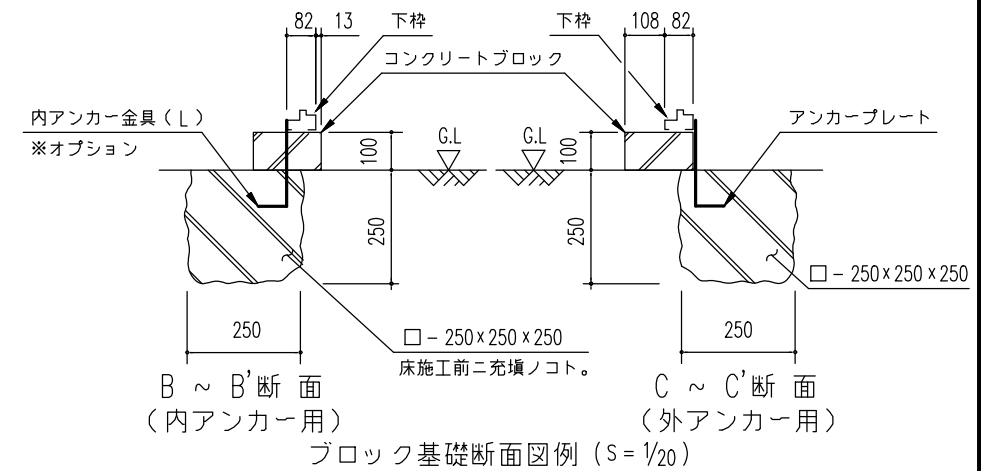 82 13
下枠
コンクリートブロック
下枠
108 82
内アンカー金具(L)
※オプション
アンカープレート
100
G.L
G.L
100
250
250
□-250x250x250
250
□-250x250x250
床施工前ニ充塡ノコト。
250
B ~ B'断 面
(内アンカー用)
C ~ C'断 面
(外アンカー用)
ブロック基礎断面図例 (S=1/20)